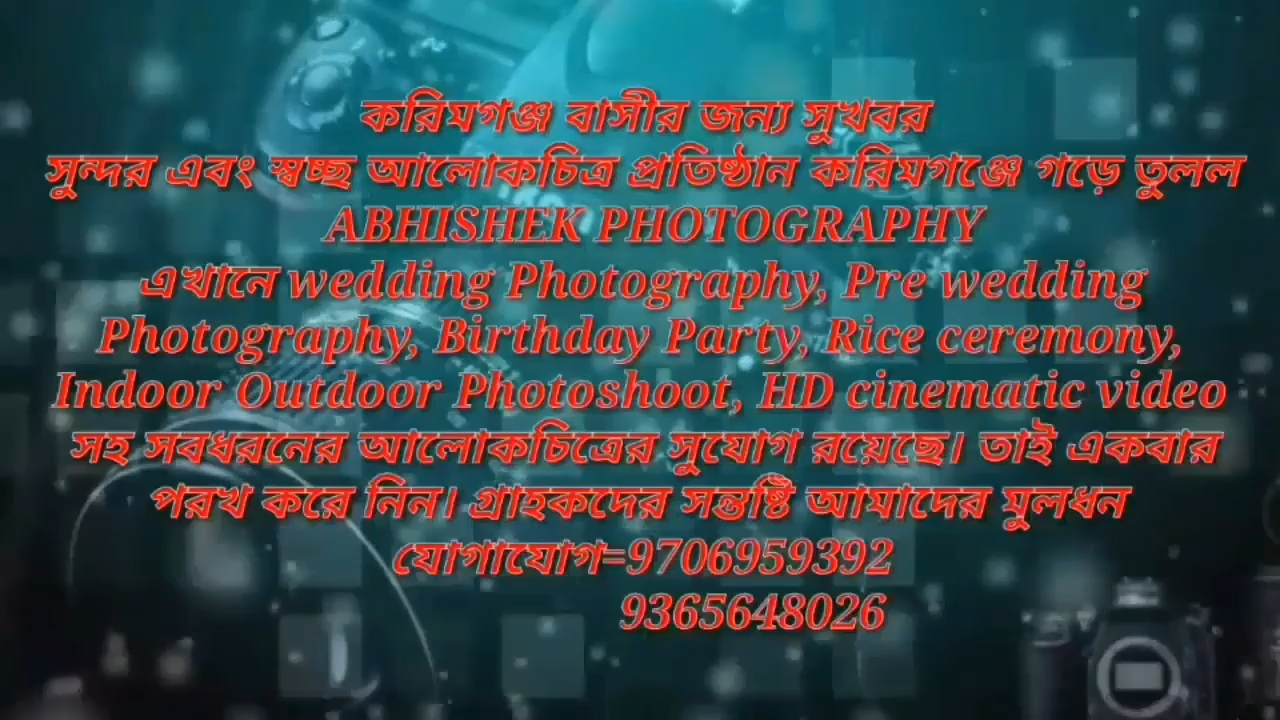 করিমগঞ্জ বাসীর জন্য সুখবর
সুন্দর এবং স্বচ্ছ আলোকচিত্র প্রতিষ্ঠান করিমগঞ্জে গড়ে তুলল
ABHISHEK PHOTOGRAPHY
এখানে wedding Photography, Pre wedding
Photography, Birthday Party, Rice ceremony,
Indoor Outdoor Photoshoot, HD cinematic video
সহ সবধরনের আলোকচিত্রের সুযোগ রয়েছে। তাই একবার
পরখ করে নিন। গ্রাহকদের সন্তষ্টি আমাদের মুলধন
যোগাযোগ=9706959392
9365648026